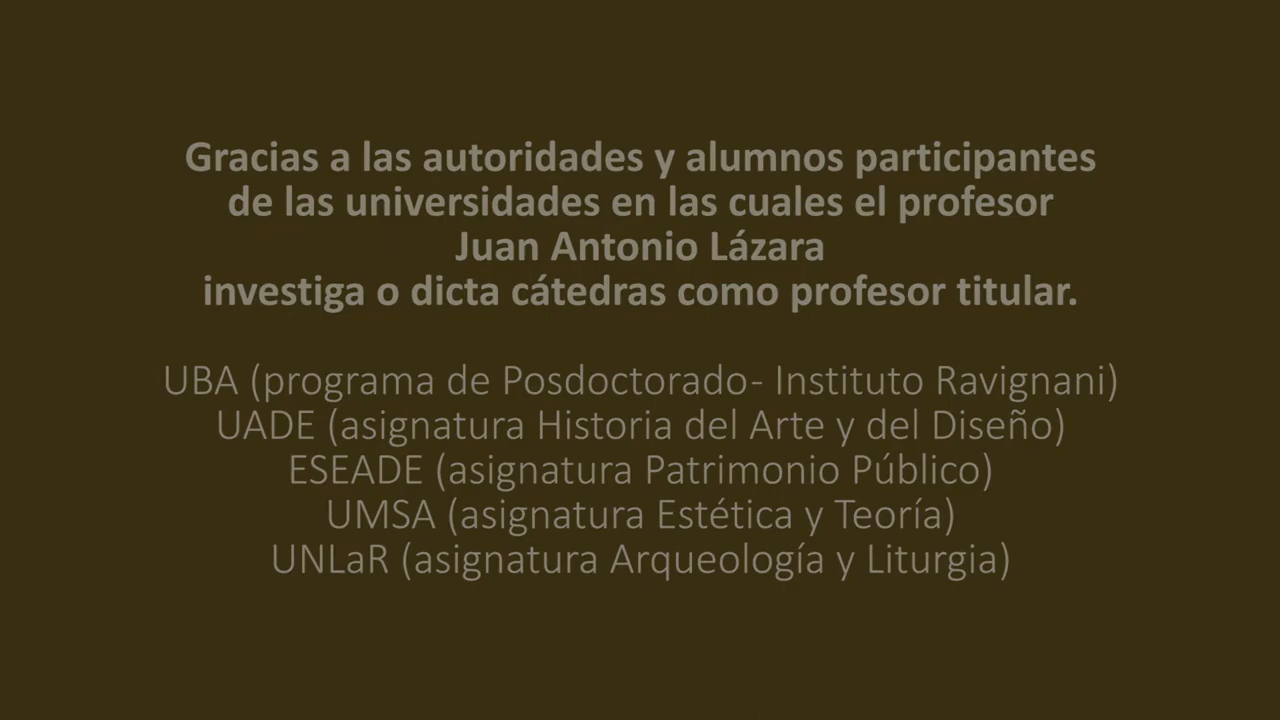 Gracias a las autoridades y alumnos participantes
de las universidades en las cuales el profesor
Juan Antonio Lázara
investiga o dicta cátedras como profesor titular.
UBA (programa de Posdoctorado- Instituto Ravignani)
UADE (asignatura Historia del Arte y del Diseño)
ESEADE (asignatura Patrimonio Público)
UMSA (asignatura Estética y Teoría)
UNLaR (asignatura Arqueología y Liturgia)